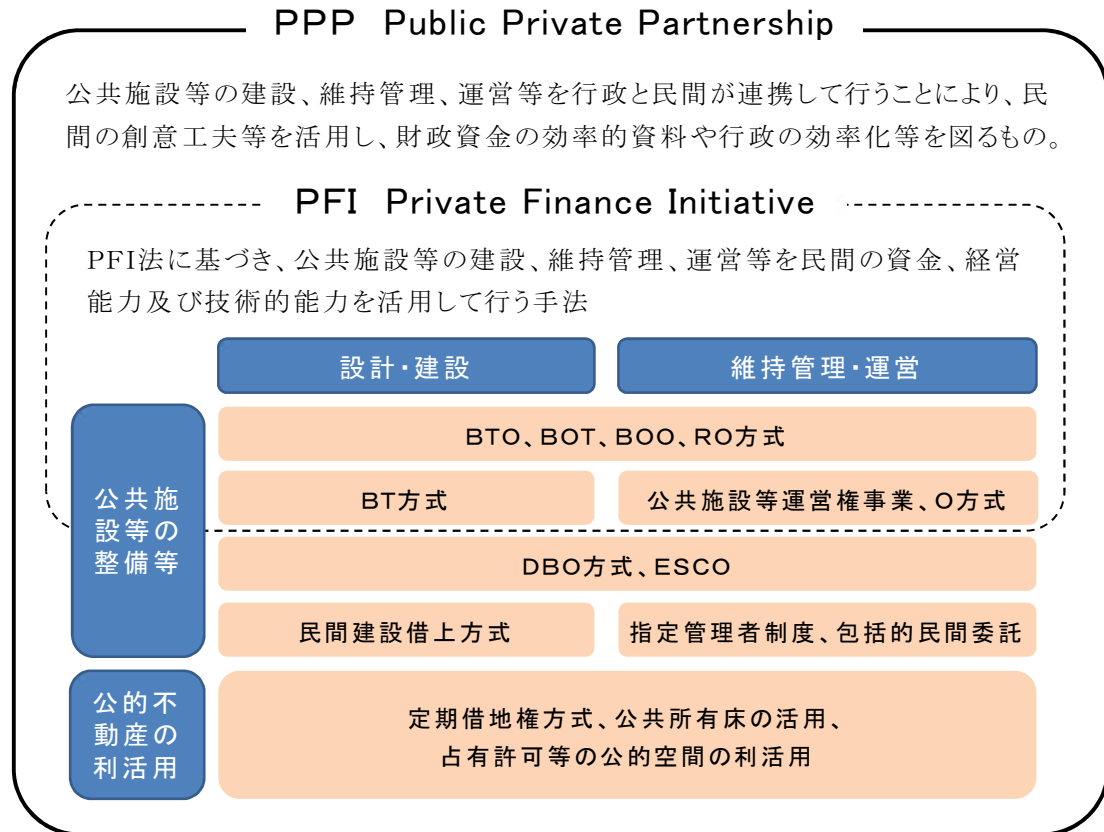 PPP Public Private Partnership
公共施設等の建設、維持管理、運営等を行政と民間が連携して行うことにより、民
間の創意工夫等を活用し、財政資金の効率的資料や行政の効率化等を図るもの。
PFI Private Finance Initiative
PFI法に基づき、公共施設等の建設、維持管理、運営等を民間の資金、経営
能力及び技術的能力を活用して行う手法
設計・建設
維持管理・運営
公共施
設等の
整備等
BTO、BOT、BOO、RO方式
BT方式
公共施設等運営権事業、O方式
DBO方式、ESCO
民間建設借上方式
指定管理者制度、包括的民間委託
公的不
動産の
利活用
定期借地権方式、公共所有床の活用、
占有許可等の公的空間の利活用